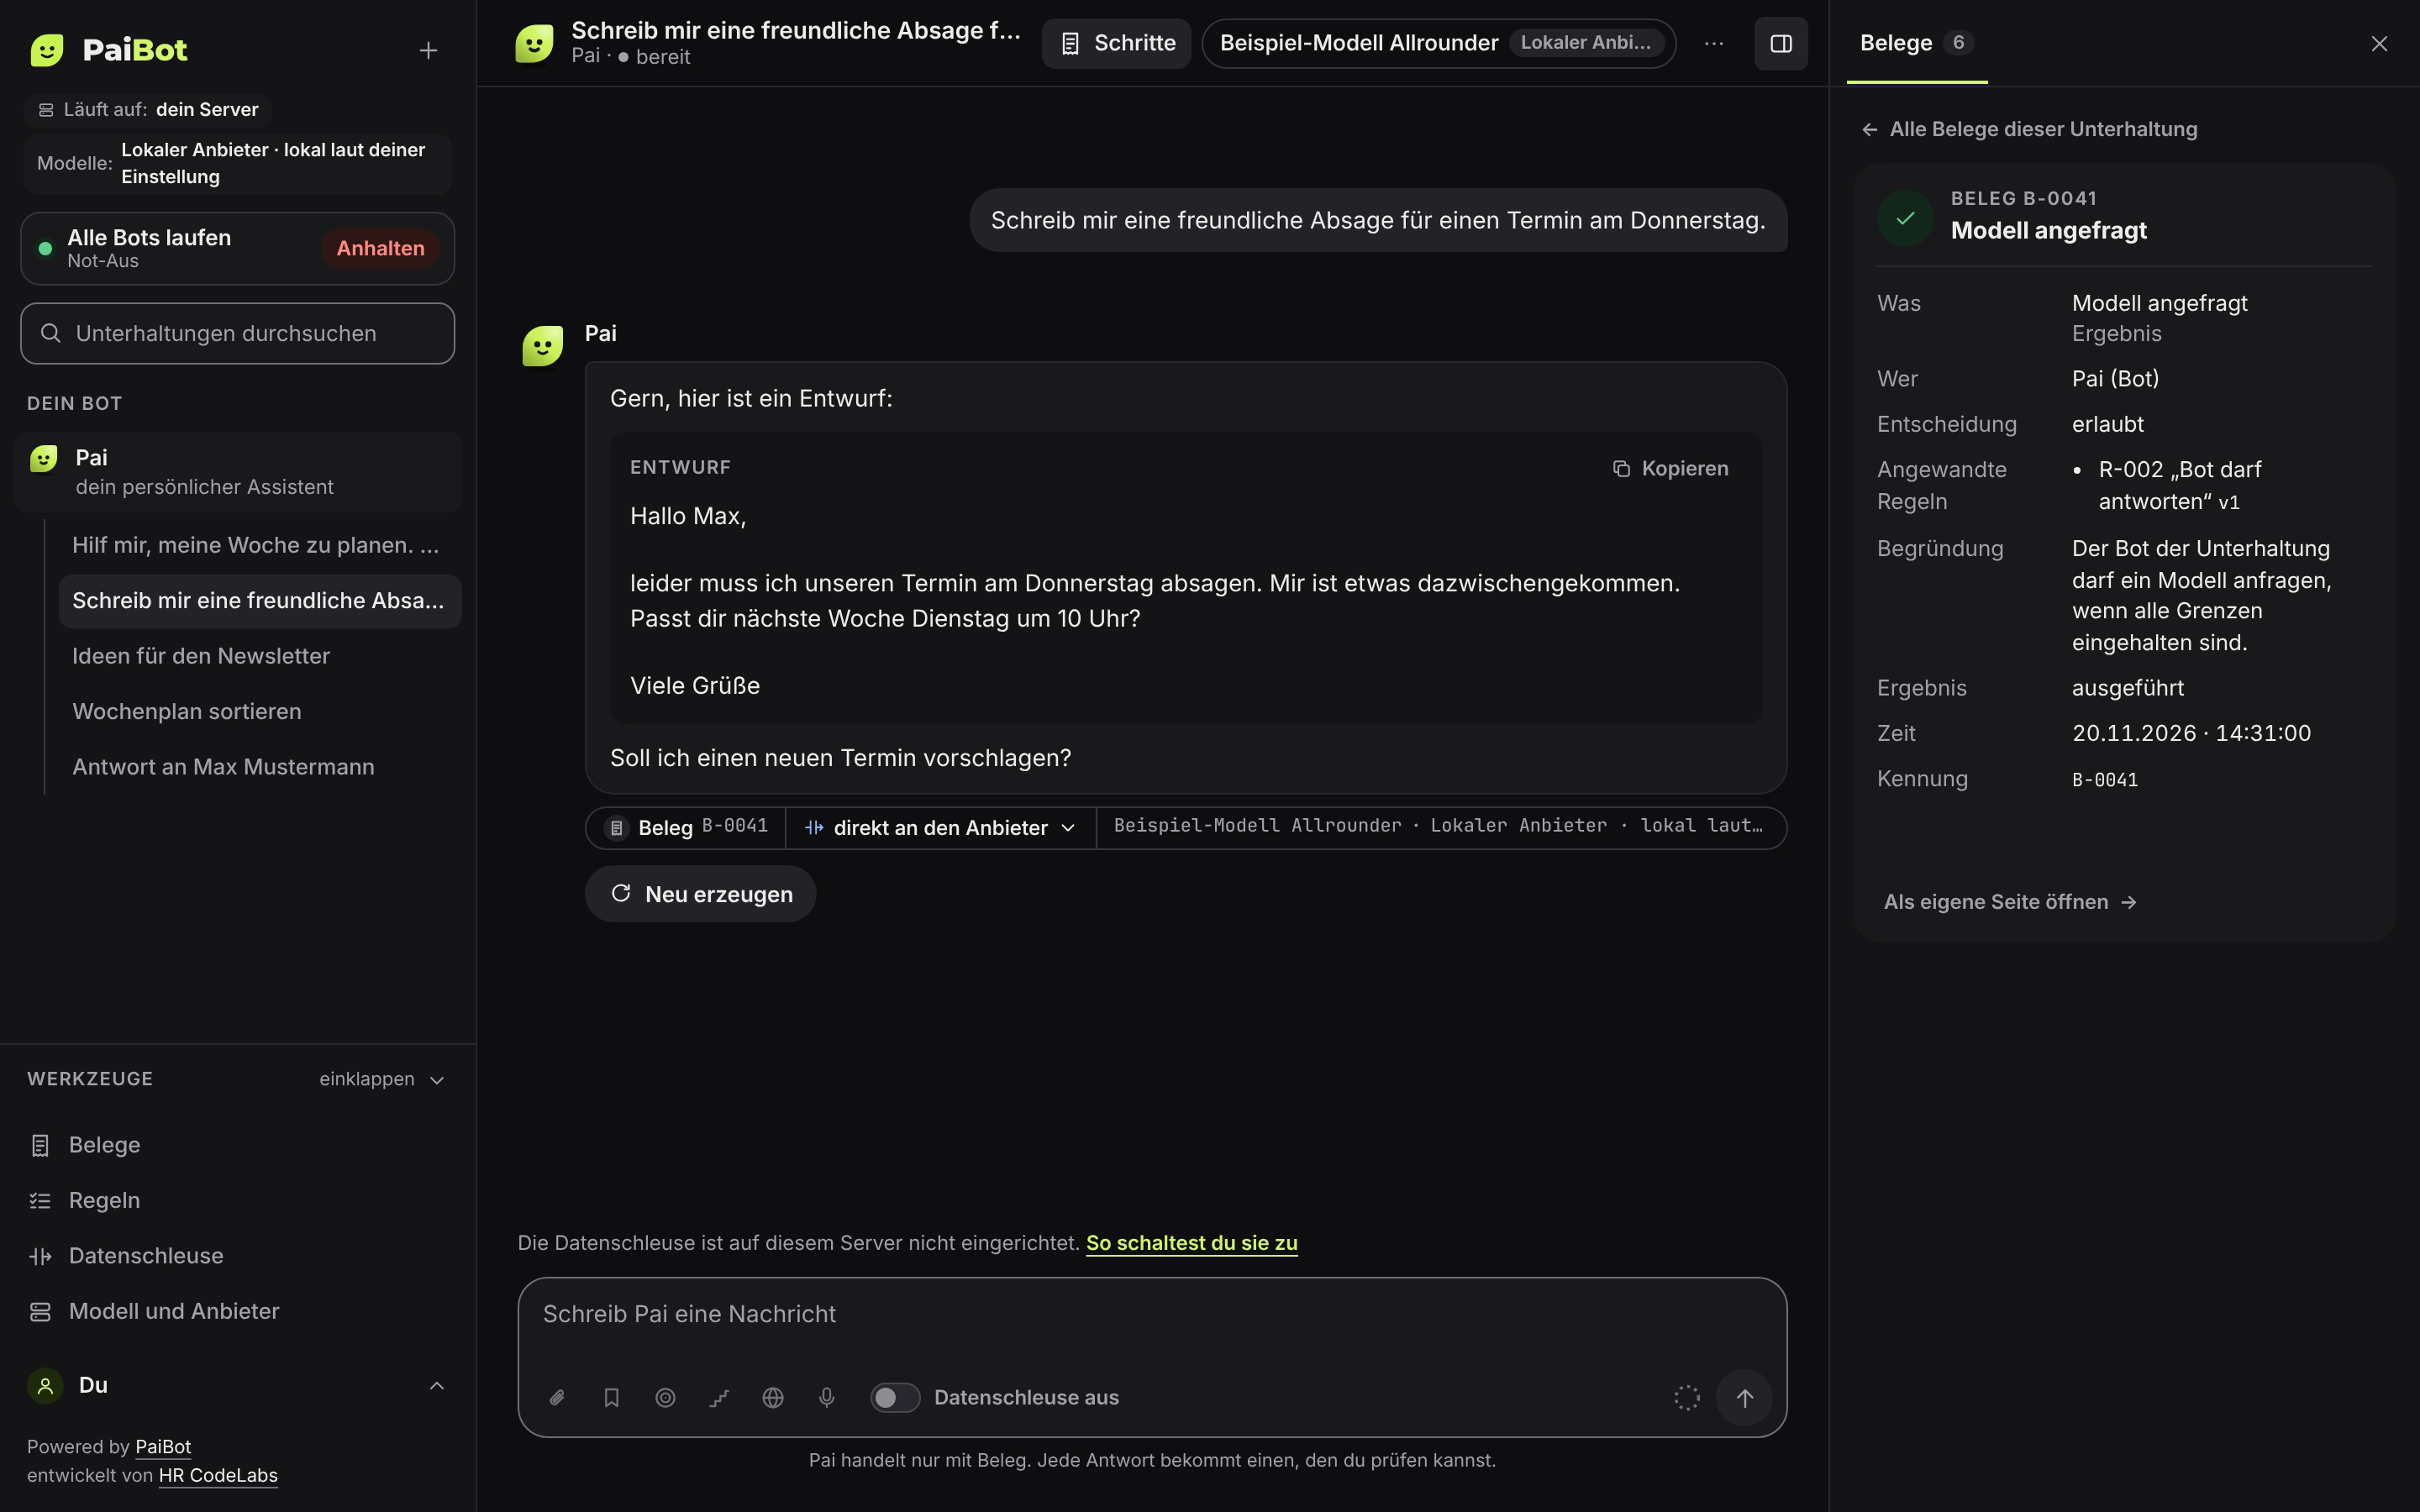 PaiBot
Läuft auf: dein Server
Modelle: Lokaler Anbieter · lokal laut deiner
Einstellung
Alle Bots laufen
Not-Aus
Anhalten
Unterhaltungen durchsuchen
DEIN BOT
Pai
dein persönlicher Assistent
Hilf mir, meine Woche zu planen. ...
Schreib mir eine freundliche Absa...
Ideen für den Newsletter
Wochenplan sortieren
Antwort an Max Mustermann
WERKZEUGE
einklappen
Belege
Regeln
Datenschleuse
Modell und Anbieter
Du
Powered by PaiBot
entwickelt von HR CodeLabs
Schreib mir eine freundliche Absage f...
Pai · bereit
Schritte
Beispiel-Modell Allrounder
Lokaler Anbi...
Schreib mir eine freundliche Absage für einen Termin am Donnerstag.
Pai
Gern, hier ist ein Entwurf:
ENTWURF
Kopieren
Hallo Max,
leider muss ich unseren Termin am Donnerstag absagen. Mir ist etwas dazwischengekommen.
Passt dir nächste Woche Dienstag um 10 Uhr?
Viele Grüße
Soll ich einen neuen Termin vorschlagen?
Beleg B-0041
direkt an den Anbieter
Beispiel-Modell Allrounder · Lokaler Anbieter · lokal laut…
Neu erzeugen
Die Datenschleuse ist auf diesem Server nicht eingerichtet. So schaltest du sie zu
Schreib Pai eine Nachricht
Datenschleuse aus
Pai handelt nur mit Beleg. Jede Antwort bekommt einen, den du prüfen kannst.
Belege 6
Alle Belege dieser Unterhaltung
BELEG B-0041
Modell angefragt
Was
Modell angefragt
Ergebnis
Wer
Pai (Bot)
Entscheidung
erlaubt
Angewandte
Regeln
• R-002 „Bot darf
antworten“ v1
Begründung
Der Bot der Unterhaltung
darf ein Modell anfragen,
wenn alle Grenzen
eingehalten sind.
Ergebnis
ausgeführt
Zeit
20.11.2026 · 14:31:00
Kennung
B-0041
Als eigene Seite öffnen →